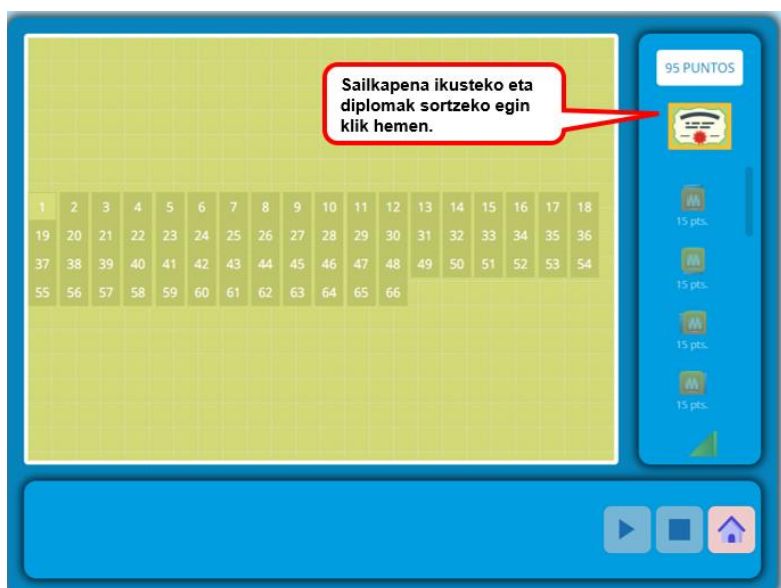 95 PUNTOS
Sailkapena ikusteko eta
diplomak sortzeko egin
klik hemen.
1 2 3 4 5 6 7 8 9 10 11 12 13 14 15 16 17 18
19 20 21 22 23 24 25 26 27 28 29 30 31 32 33 34 35 36
37 38 39 40 41 42 43 44 45 46 47 48 49 50 51 52 53 54
55 56 57 58 59 60 61 62 63 64 65 66
15 pts.
15 pts.
15 pts.
15 pts.